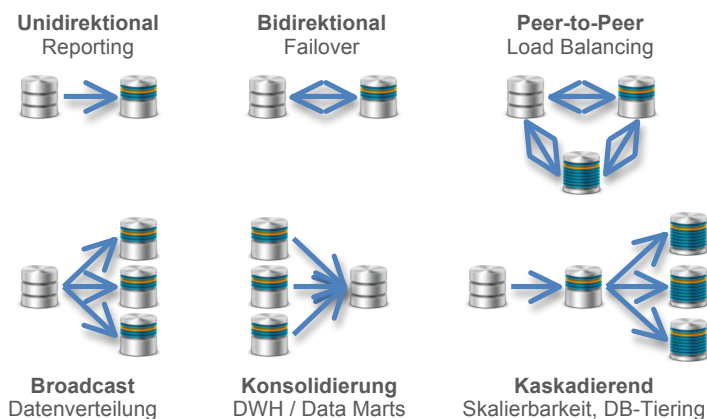 Unidirektional
Reporting
Bidirektional
Failover
Peer-to-Peer
Load Balancing
Broadcast
Datenverteilung
Konsolidierung
DWH / Data Marts
Kaskadierend
Skalierbarkeit, DB-Tiering